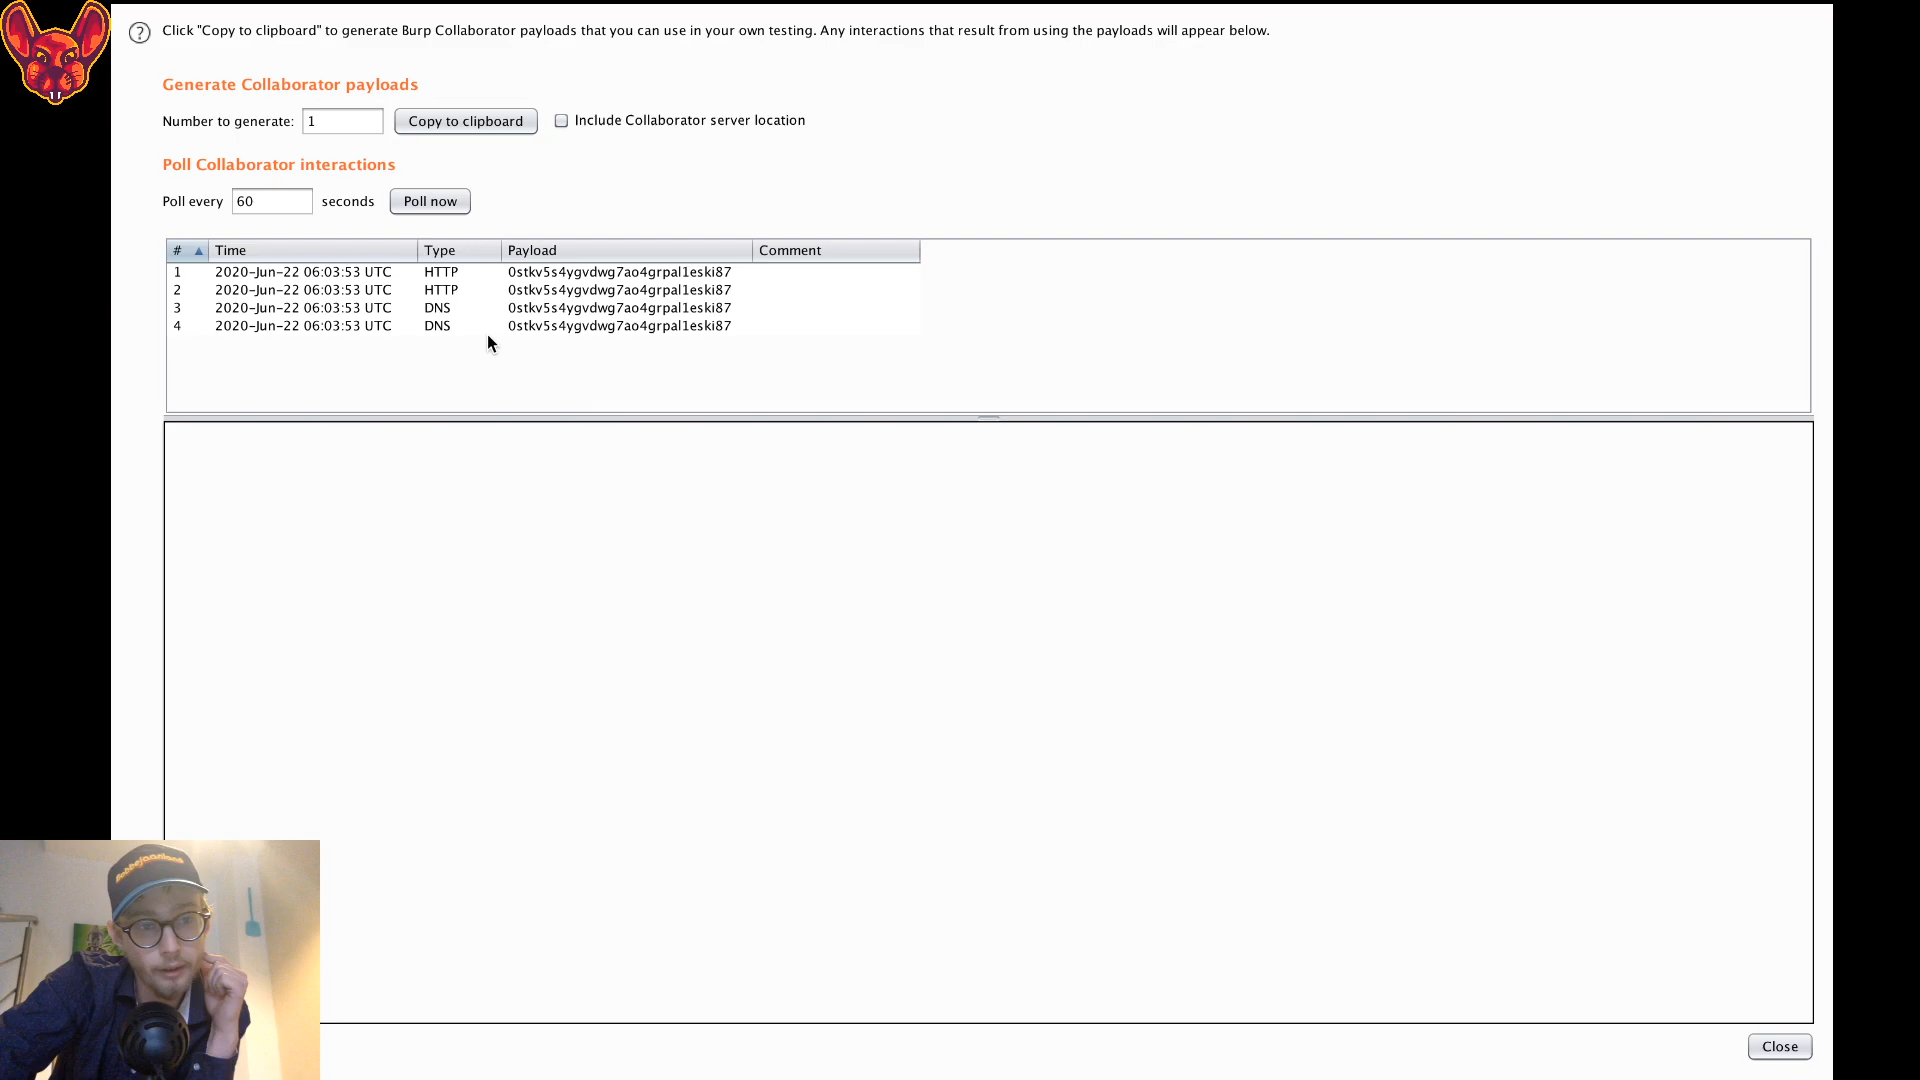 Click "Copy to clipboard" to generate Burp Collaborator payloads that you can use in your own testing. Any interactions that result from using the payloads will appear below.
Generate Collaborator payloads
Number to generate: 1 Copy to clipboard Include Collaborator server location
Poll Collaborator interactions
Poll every 60 seconds Poll now
# Time Type Payload Comment
1 2020-Jun-22 06:03:53 UTC HTTP 0stkv5s4ygvdwg7ao4grpal1eski87
2 2020-Jun-22 06:03:53 UTC HTTP 0stkv5s4ygvdwg7ao4grpal1eski87
3 2020-Jun-22 06:03:53 UTC DNS 0stkv5s4ygvdwg7ao4grpal1eski87
4 2020-Jun-22 06:03:53 UTC DNS 0stkv5s4ygvdwg7ao4grpal1eski87
Close